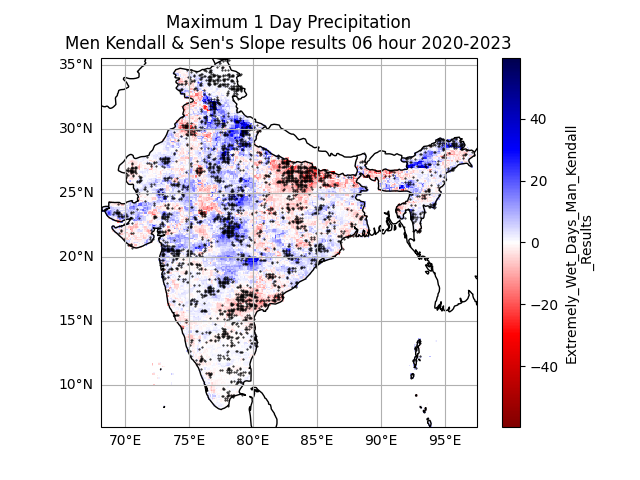 Maximum 1 Day Precipitation
Men Kendall & Sen's Slope results 06 hour 2020-2023
35°N
30°N
25°N
20°N
15°N
10°N
70°E 75°E 80°E 85°E 90°E 95°E
40
20
0
−20
−40
Extremely_Wet_Days_Man_Kendall
_Results